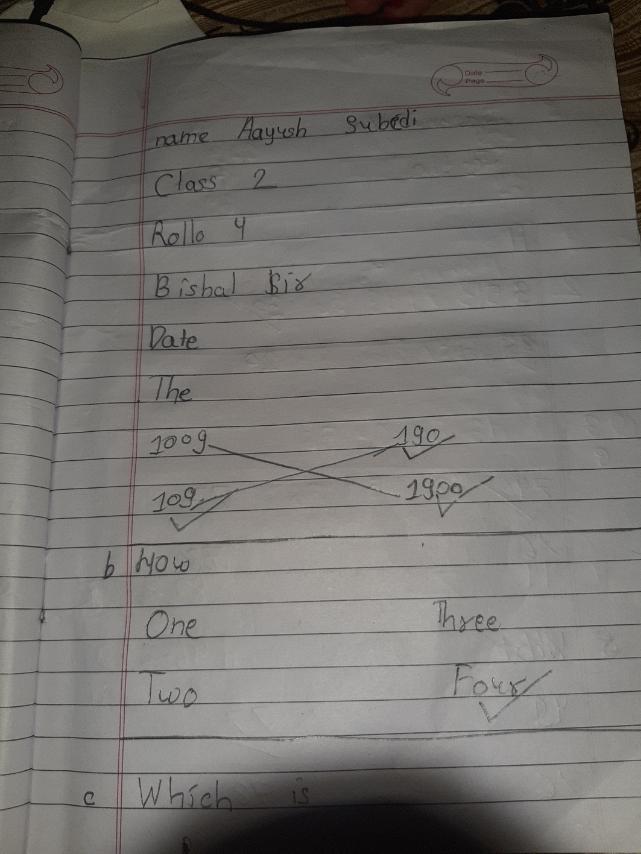 Date
Page
name Aayush Subedi
Class 2
Rollo 4
Bishal Sir
Date
The
1009 190
109 1900
b How
One Three
Two Four
c Which is